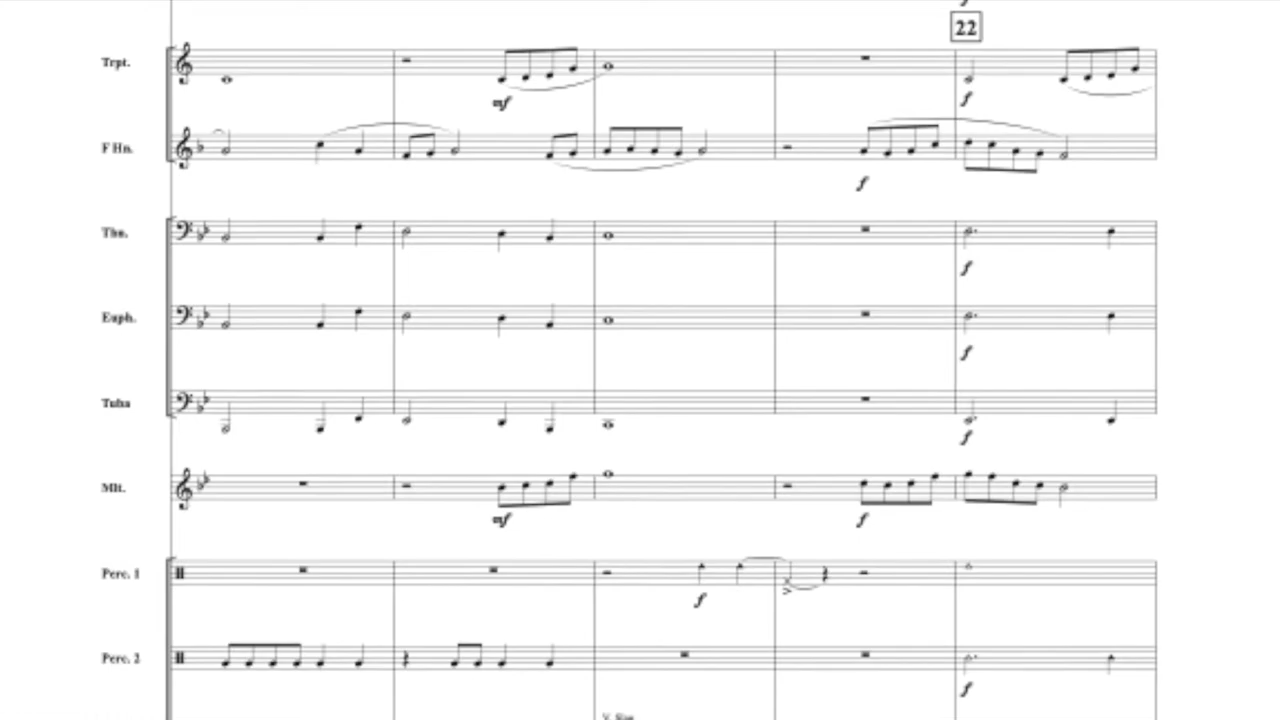 f
22
Trpt.
mf
f
F Hn.
f
Tbn.
f
Euph.
f
Tuba
f
Mlt.
mf
f
Perc. 1
f
Perc. 2
f